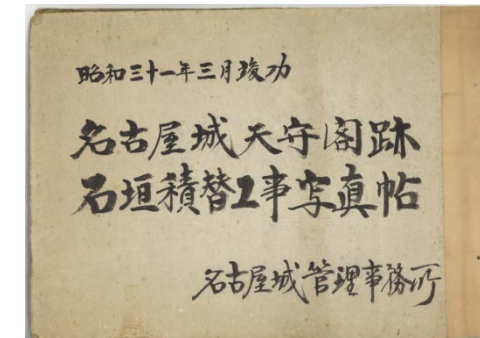 昭和三十一年三月竣功
名古屋城天守閣跡
石垣積替工事写真帖
名古屋城管理事務所